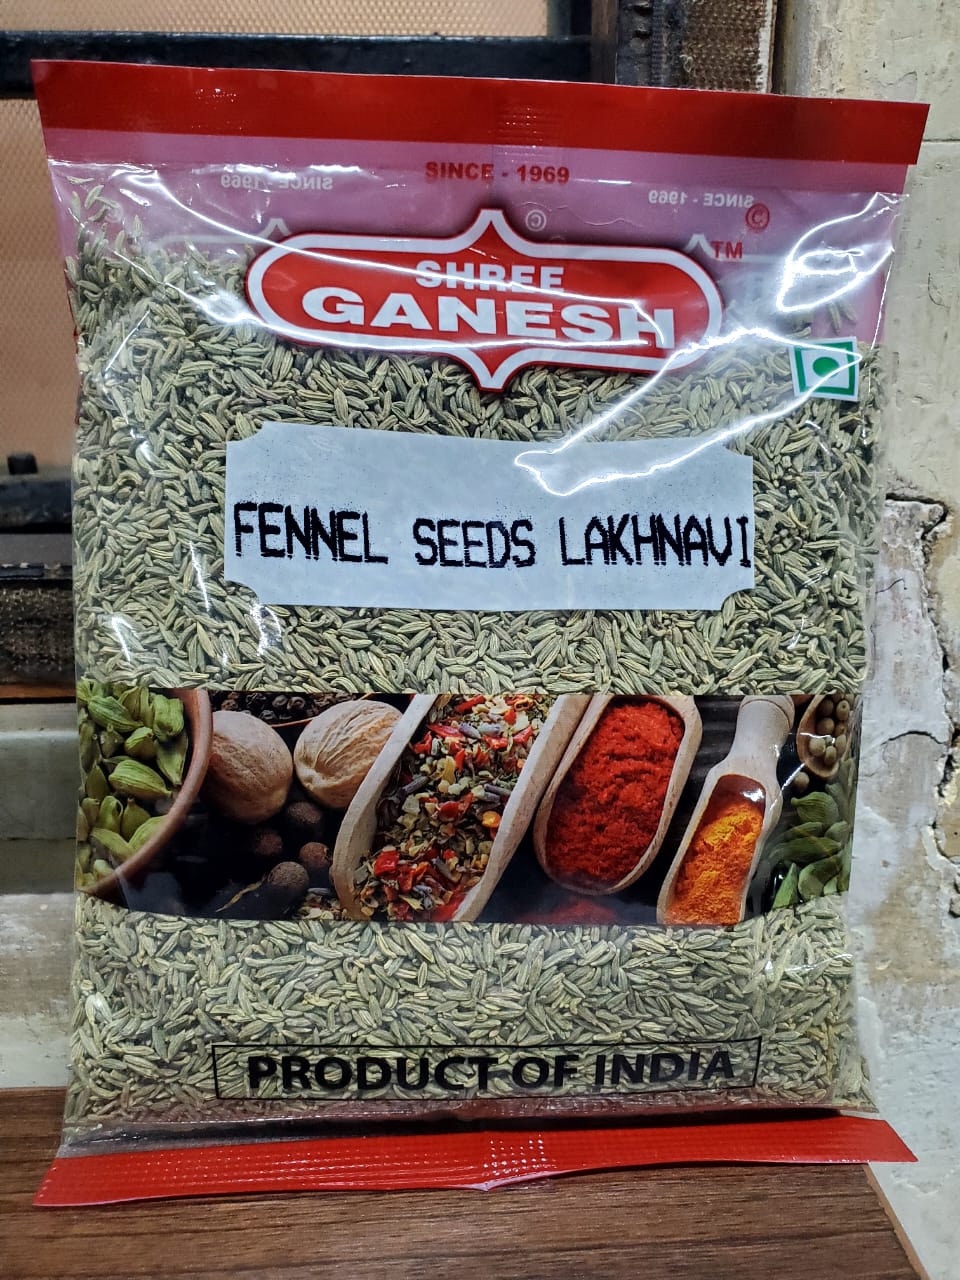 SINCE - 1969
SINCE - 1969
SINCE - 1969
©
©
TM
SHREE
GANESH
FENNEL SEEDS LAKHNAVI
PRODUCT OF INDIA